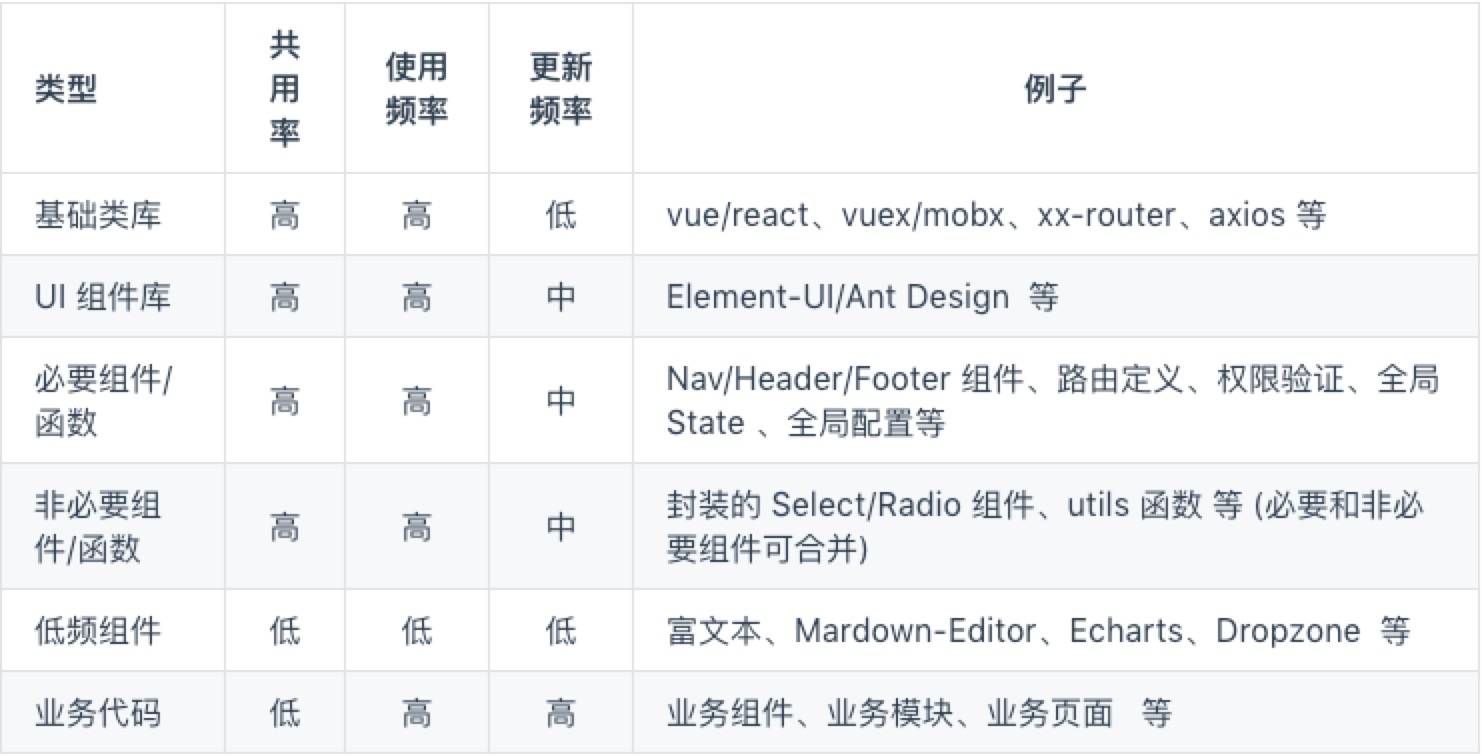 类型 共用率 使用频率 更新频率 例子
基础类库 高 高 低 vue/react、vuex/mobx、xx-router、axios 等
UI 组件库 高 高 中 Element-UI/Ant Design 等
必要组件/函数 高 高 中 Nav/Header/Footer 组件、路由定义、权限验证、全局
State 、全局配置等
非必要组件/函数 高 高 中 封装的 Select/Radio 组件、utils 函数 等 (必要和非必
要组件可合并)
低频组件 低 低 低 富文本、Mardown-Editor、Echarts、Dropzone 等
业务代码 低 高 高 业务组件、业务模块、业务页面 等